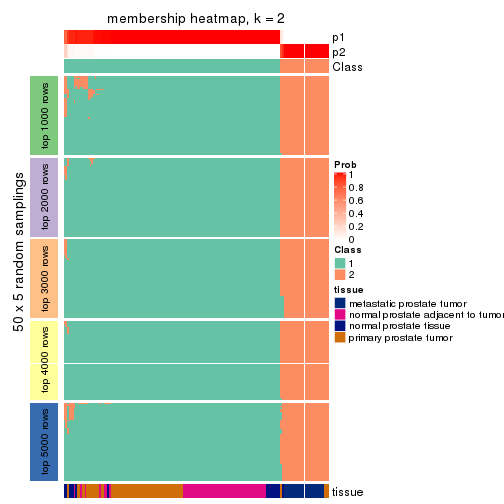 membership heatmap, k = 2
p1
p2
Class
50 x 5 random samplings
top 1000 rows
top 2000 rows
top 3000 rows
top 4000 rows
top 5000 rows
Prob
1
0.8
0.6
0.4
0.2
0
Class
1
2
tissue
metastatic prostate tumor
normal prostate adjacent to tumor
normal prostate tissue
primary prostate tumor
tissue